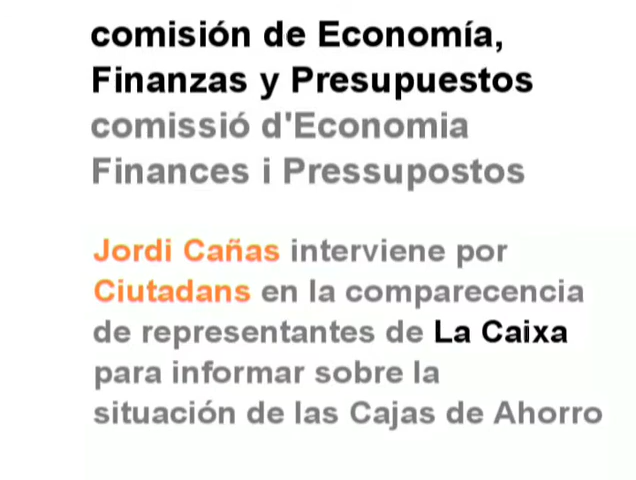 comisión de Economía,
Finanzas y Presupuestos
comissió d'Economia
Finances i Pressupostos
Jordi Cañas interviene por
Ciutadans en la comparecencia
de representantes de La Caixa
para informar sobre la
situación de las Cajas de Ahorro